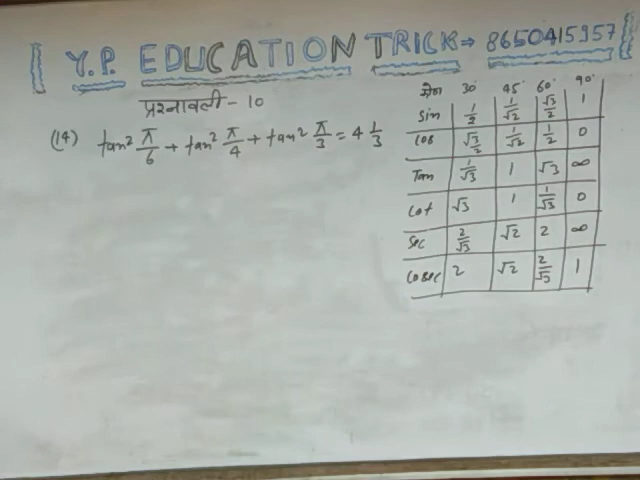 Y.P. EDUCATION TRICK → 8650415957
प्रश्नावली - 10
(14) tan² π/6 + tan² π/4 + tan² π/3 = 4 1/3
कोण 30° 45° 60° 90°
Sin 1/2 1/√2 √3/2 1
Cos √3/2 1/√2 1/2 0
Tan 1/√3 1 √3 ∞
Cot √3 1 1/√3 0
Sec 2/√3 √2 2 ∞
Cosec 2 √2 2/√3 1